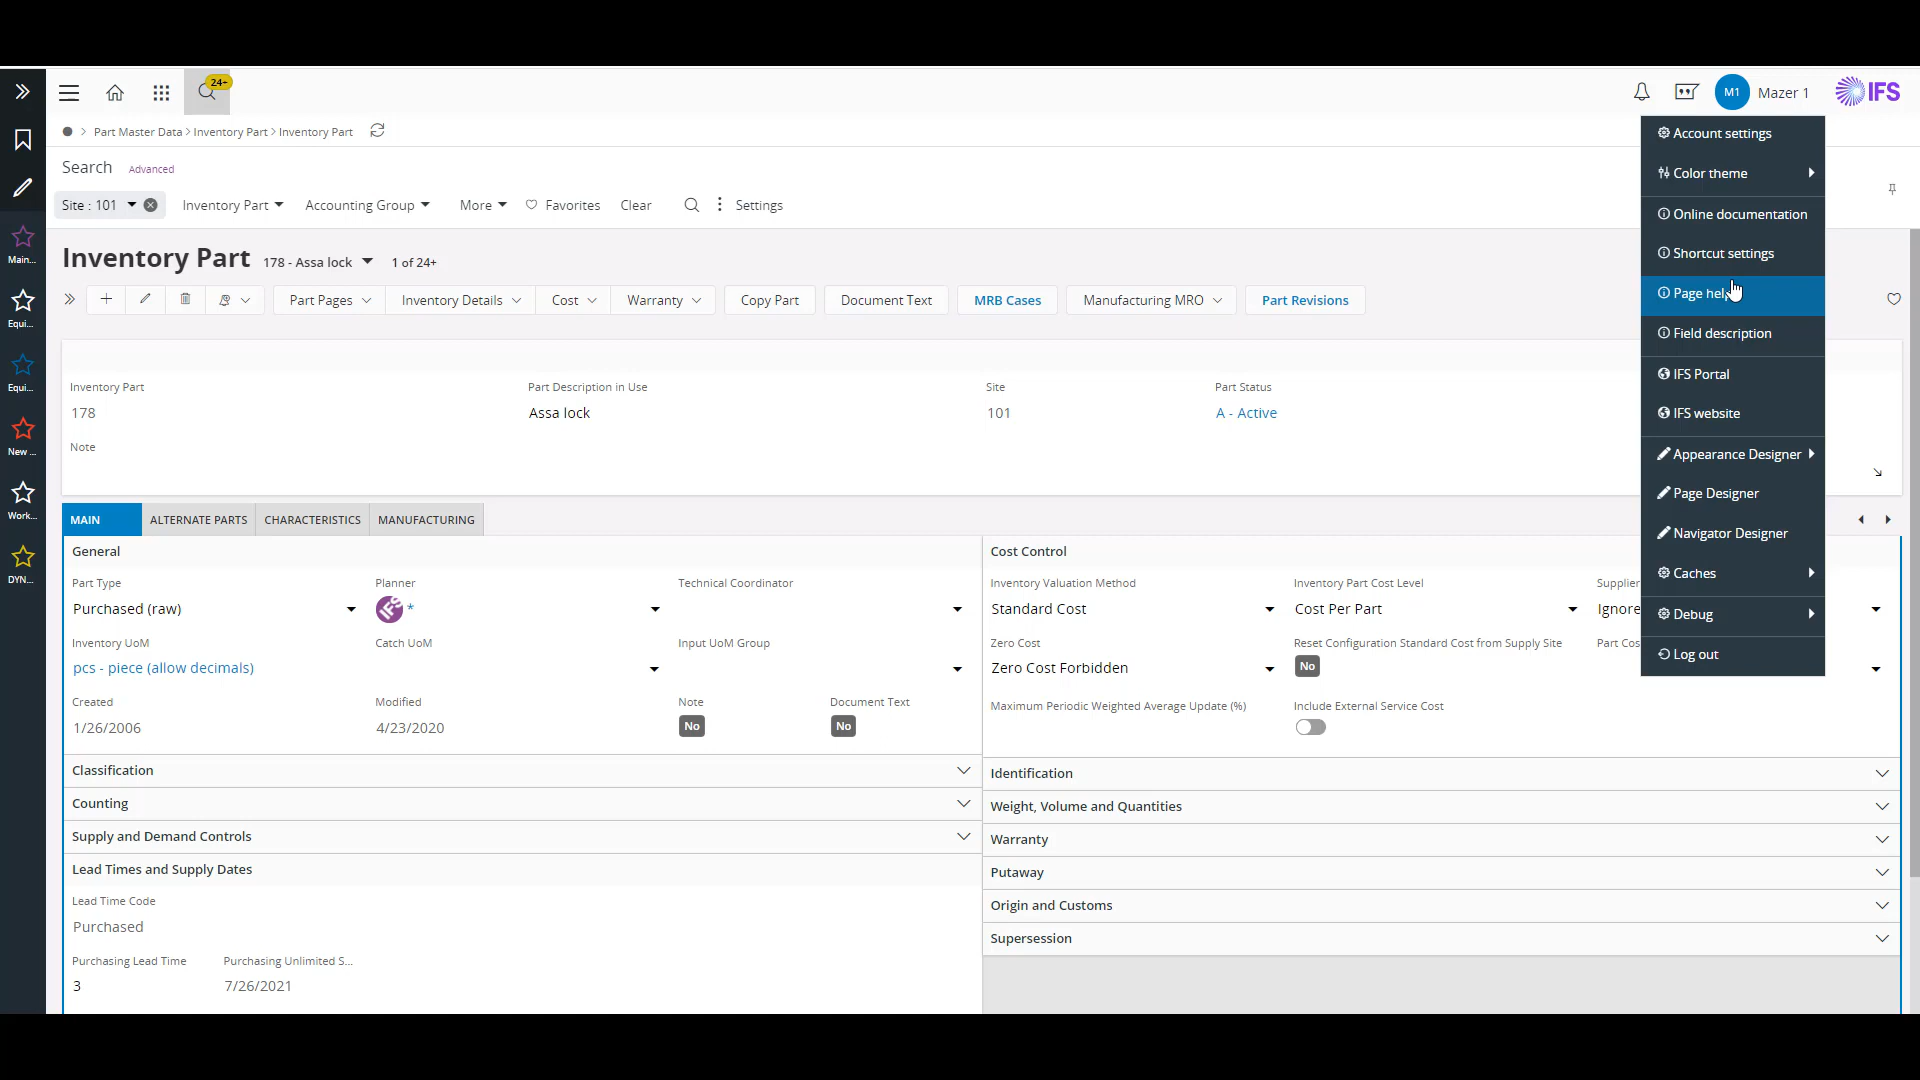 24+
M1 Mazer 1 IFS
Part Master Data > Inventory Part > Inventory Part
Search Advanced
Site : 101 Inventory Part Accounting Group More Favorites Clear Settings
Inventory Part 178 - Assa lock 1 of 24+
Part Pages Inventory Details Cost Warranty Copy Part Document Text MRB Cases Manufacturing MRO Part Revisions
Main...
Equi...
Equi...
New ...
Work...
DYN...
Inventory Part Part Description in Use Site Part Status
178 Assa lock 101 A - Active
Note
MAIN ALTERNATE PARTS CHARACTERISTICS MANUFACTURING
General
Part Type Planner Technical Coordinator
Purchased (raw) IFS *
Inventory UoM Catch UoM Input UoM Group
pcs - piece (allow decimals)
Created Modified Note Document Text
1/26/2006 4/23/2020 No No
Classification
Counting
Supply and Demand Controls
Lead Times and Supply Dates
Lead Time Code
Purchased
Purchasing Lead Time Purchasing Unlimited S...
3 7/26/2021
Cost Control
Inventory Valuation Method Inventory Part Cost Level Supplier
Standard Cost Cost Per Part Ignore
Zero Cost Reset Configuration Standard Cost from Supply Site Part Cos
Zero Cost Forbidden No
Maximum Periodic Weighted Average Update (%) Include External Service Cost
Identification
Weight, Volume and Quantities
Warranty
Putaway
Origin and Customs
Supersession
Account settings
Color theme
Online documentation
Shortcut settings
Page help
Field description
IFS Portal
IFS website
Appearance Designer
Page Designer
Navigator Designer
Caches
Debug
Log out